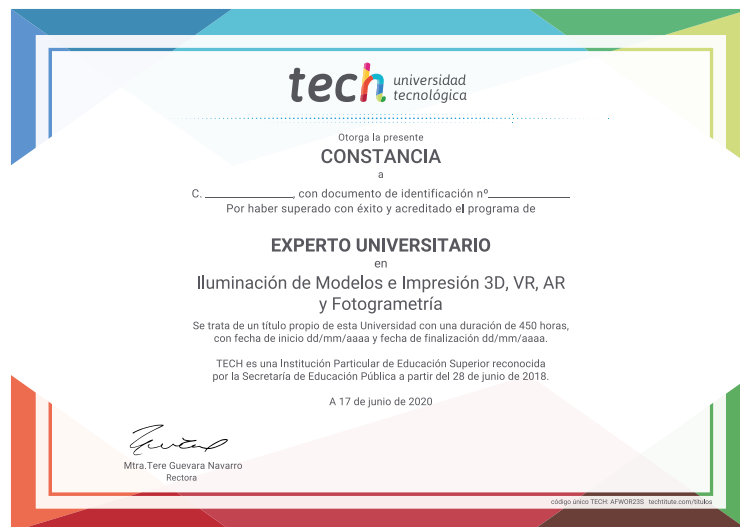 tech universidad
tecnológica
Otorga la presente
CONSTANCIA
a
C. ______________, con documento de identificación nº______________
Por haber superado con éxito y acreditado el programa de
EXPERTO UNIVERSITARIO
en
Iluminación de Modelos e Impresión 3D, VR, AR
y Fotogrametría
Se trata de un título propio de esta Universidad con una duración de 450 horas,
con fecha de inicio dd/mm/aaaa y fecha de finalización dd/mm/aaaa.
TECH es una Institución Particular de Educación Superior reconocida
por la Secretaría de Educación Pública a partir del 28 de junio de 2018.
A 17 de junio de 2020
Mtra.Tere Guevara Navarro
Rectora
código único TECH: AFWOR23S techtitute.com/titulos